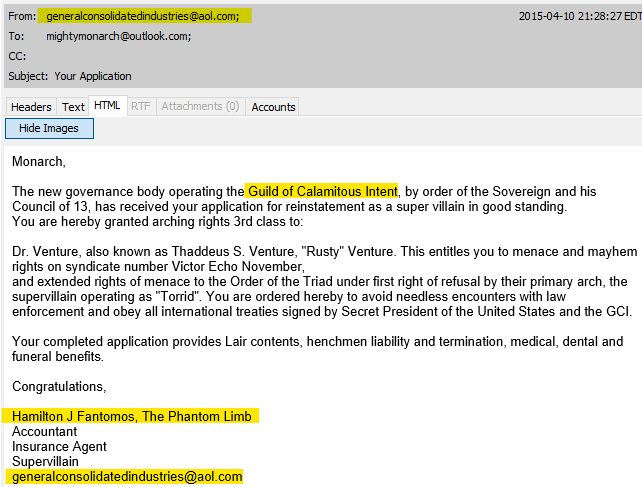 From: generalconsolidatedindustries@aol.com; 2015-04-10 21:28:27 EDT
To: mightymonarch@outlook.com;
CC:
Subject: Your Application
Headers Text HTML RTF Attachments (0) Accounts
Hide Images
Monarch,
The new governance body operating the Guild of Calamitous Intent, by order of the Sovereign and his
Council of 13, has received your application for reinstatement as a super villain in good standing.
You are hereby granted arching rights 3rd class to:
Dr. Venture, also known as Thaddeus S. Venture, "Rusty" Venture. This entitles you to menace and mayhem
rights on syndicate number Victor Echo November,
and extended rights of menace to the Order of the Triad under first right of refusal by their primary arch, the
supervillain operating as "Torrid". You are ordered hereby to avoid needless encounters with law
enforcement and obey all international treaties signed by Secret President of the United States and the GCI.
Your completed application provides Lair contents, henchmen liability and termination, medical, dental and
funeral benefits.
Congratulations,
Hamilton J Fantomos, The Phantom Limb
Accountant
Insurance Agent
Supervillain
generalconsolidatedindustries@aol.com